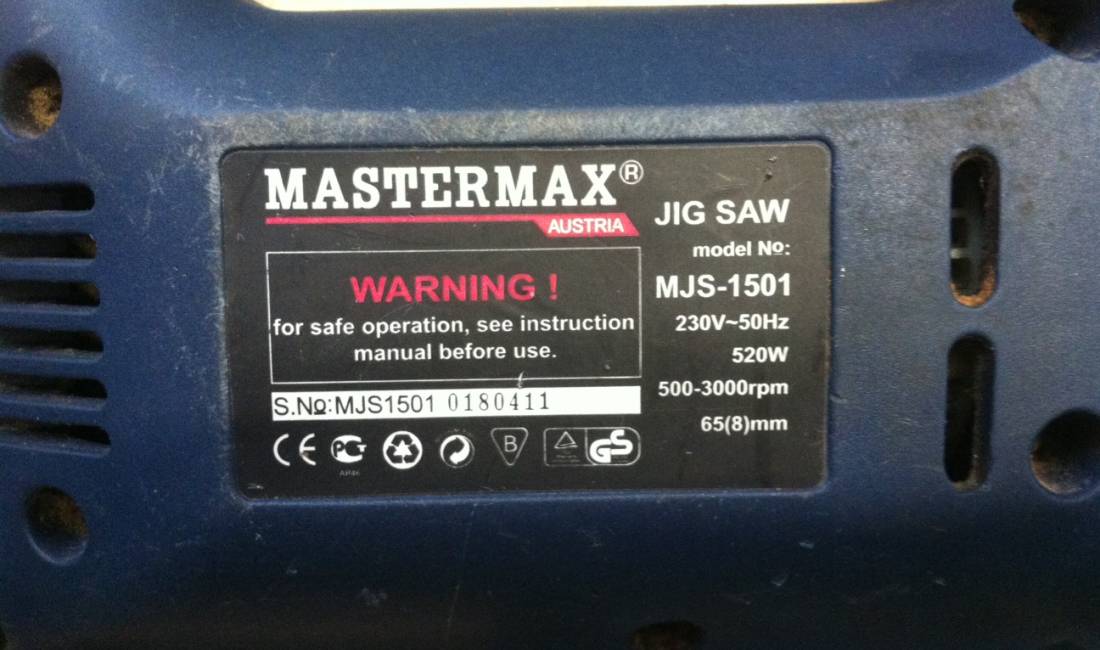 MASTERMAX®
AUSTRIA
WARNING !
for safe operation, see instruction
manual before use.
S.№:MJS1501 0180411
CE PCT B GS
JIG SAW
model №:
MJS-1501
230V~50Hz
520W
500-3000rpm
65(8)mm